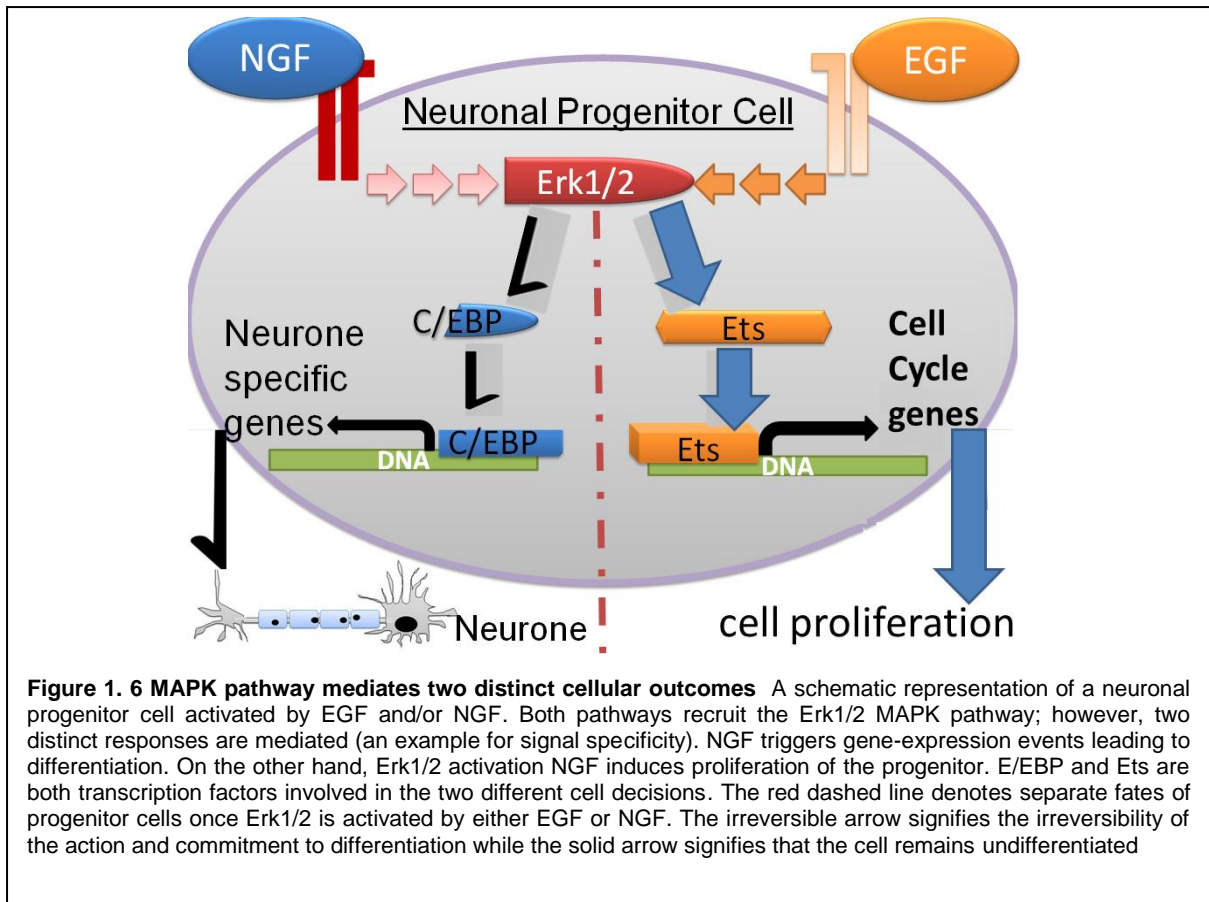 NGF
EGF
Neuronal Progenitor Cell
Erk1/2
C/EBP
Ets
Neurone
specific
genes
Cell
Cycle
genes
C/EBP
DNA
Ets
DNA
Neurone
cell proliferation
Figure 1. 6 MAPK pathway mediates two distinct cellular outcomes A schematic representation of a neuronal
progenitor cell activated by EGF and/or NGF. Both pathways recruit the Erk1/2 MAPK pathway; however, two
distinct responses are mediated (an example for signal specificity). NGF triggers gene-expression events leading to
differentiation. On the other hand, Erk1/2 activation NGF induces proliferation of the progenitor. E/EBP and Ets are
both transcription factors involved in the two different cell decisions. The red dashed line denotes separate fates of
progenitor cells once Erk1/2 is activated by either EGF or NGF. The irreversible arrow signifies the irreversibility of
the action and commitment to differentiation while the solid arrow signifies that the cell remains undifferentiated